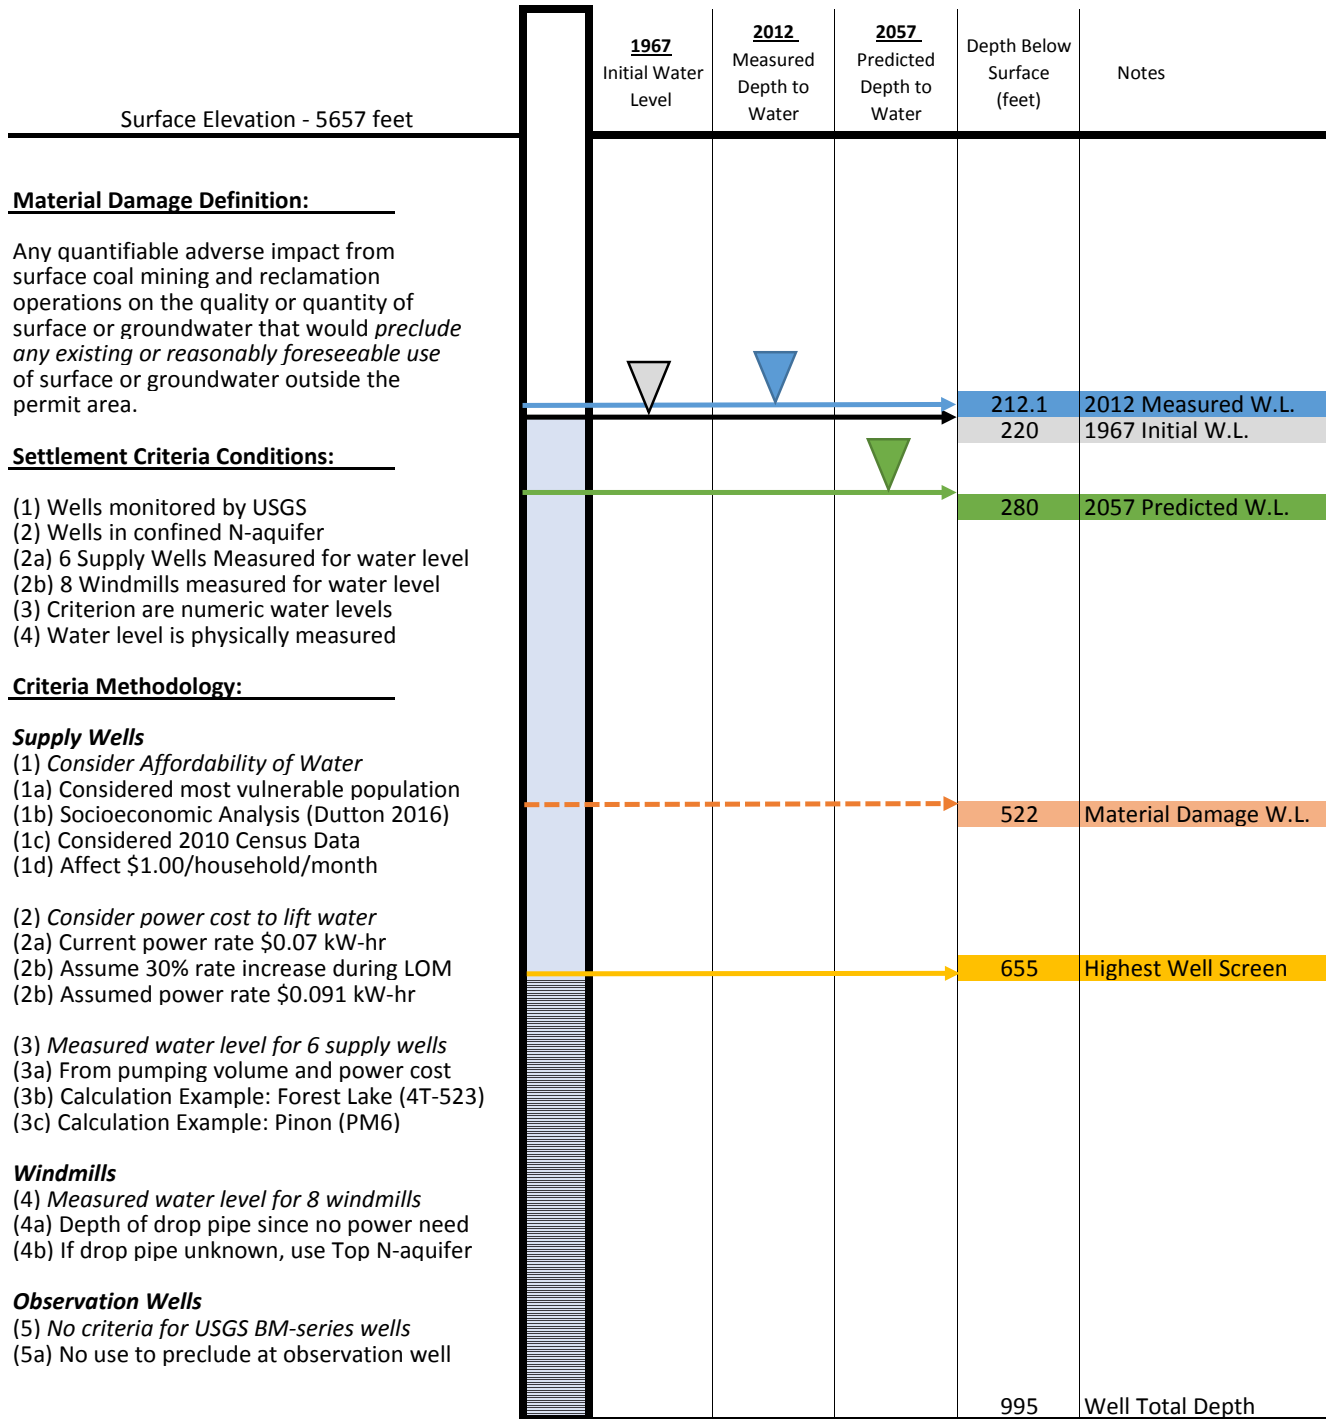 Surface Elevation - 5657 feet
1967
Initial Water
Level
2012
Measured
Depth to
Water
2057
Predicted
Depth to
Water
Depth Below
Surface
(feet)
Notes
Material Damage Definition:
Any quantifiable adverse impact from
surface coal mining and reclamation
operations on the quality or quantity of
surface or groundwater that would preclude
any existing or reasonably foreseeable use
of surface or groundwater outside the
permit area.
Settlement Criteria Conditions:
(1) Wells monitored by USGS
(2) Wells in confined N-aquifer
(2a) 6 Supply Wells Measured for water level
(2b) 8 Windmills measured for water level
(3) Criterion are numeric water levels
(4) Water level is physically measured
Criteria Methodology:
Supply Wells
(1) Consider Affordability of Water
(1a) Considered most vulnerable population
(1b) Socioeconomic Analysis (Dutton 2016)
(1c) Considered 2010 Census Data
(1d) Affect $1.00/household/month
(2) Consider power cost to lift water
(2a) Current power rate $0.07 kW-hr
(2b) Assume 30% rate increase during LOM
(2b) Assumed power rate $0.091 kW-hr
(3) Measured water level for 6 supply wells
(3a) From pumping volume and power cost
(3b) Calculation Example: Forest Lake (4T-523)
(3c) Calculation Example: Pinon (PM6)
Windmills
(4) Measured water level for 8 windmills
(4a) Depth of drop pipe since no power need
(4b) If drop pipe unknown, use Top N-aquifer
Observation Wells
(5) No criteria for USGS BM-series wells
(5a) No use to preclude at observation well
212.1 2012 Measured W.L.
220 1967 Initial W.L.
280 2057 Predicted W.L.
522 Material Damage W.L.
655 Highest Well Screen
995 Well Total Depth